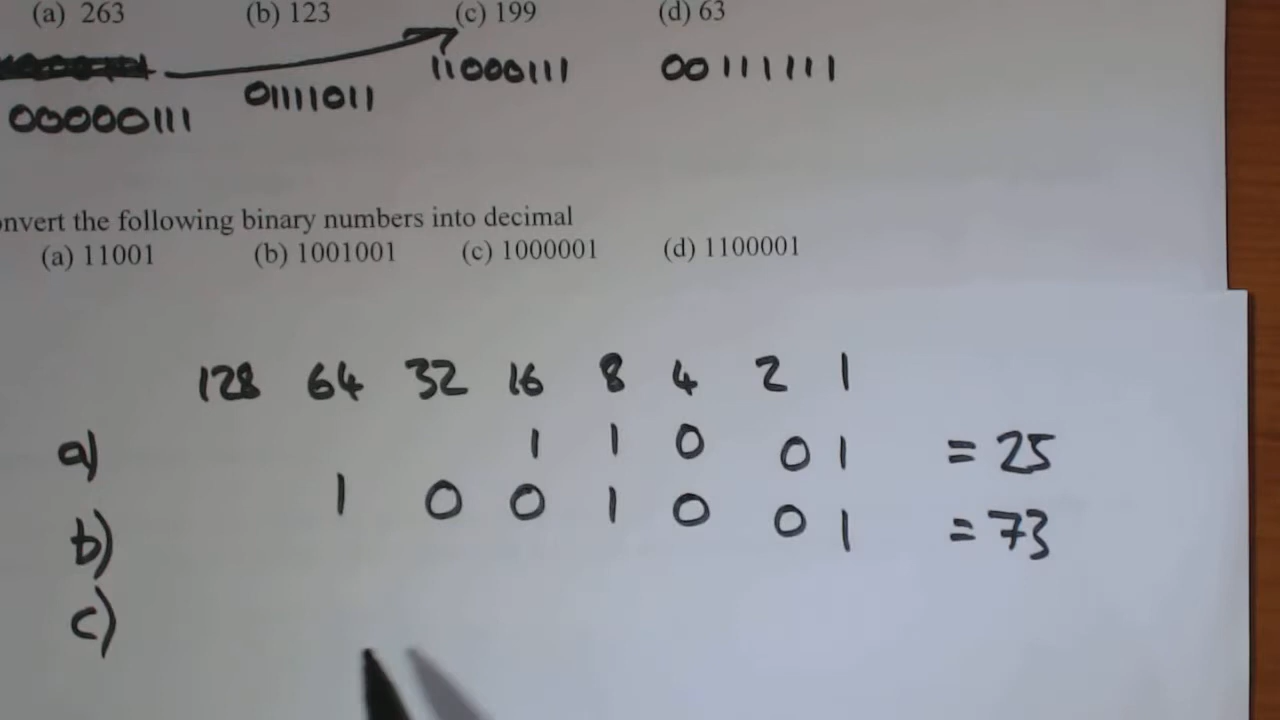 (a) 263 (b) 123 (c) 199 (d) 63
00000111 01111011 11000111 00111111
onvert the following binary numbers into decimal
(a) 11001 (b) 1001001 (c) 1000001 (d) 1100001
128 64 32 16 8 4 2 1
a) 1 1 0 0 1 = 25
b) 1 0 0 1 0 0 1 = 73
c)